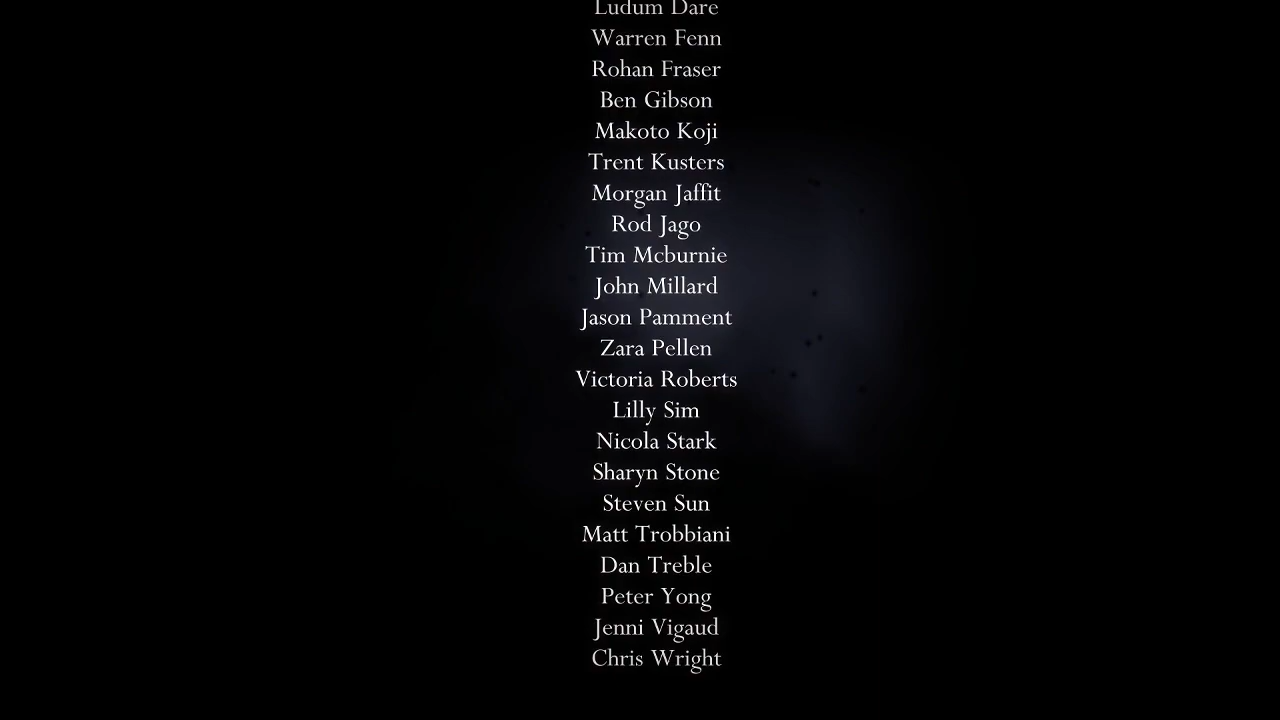 Ludum Dare
Warren Fenn
Rohan Fraser
Ben Gibson
Makoto Koji
Trent Kusters
Morgan Jaffit
Rod Jago
Tim Mcburnie
John Millard
Jason Pamment
Zara Pellen
Victoria Roberts
Lilly Sim
Nicola Stark
Sharyn Stone
Steven Sun
Matt Trobbiani
Dan Treble
Peter Yong
Jenni Vigaud
Chris Wright